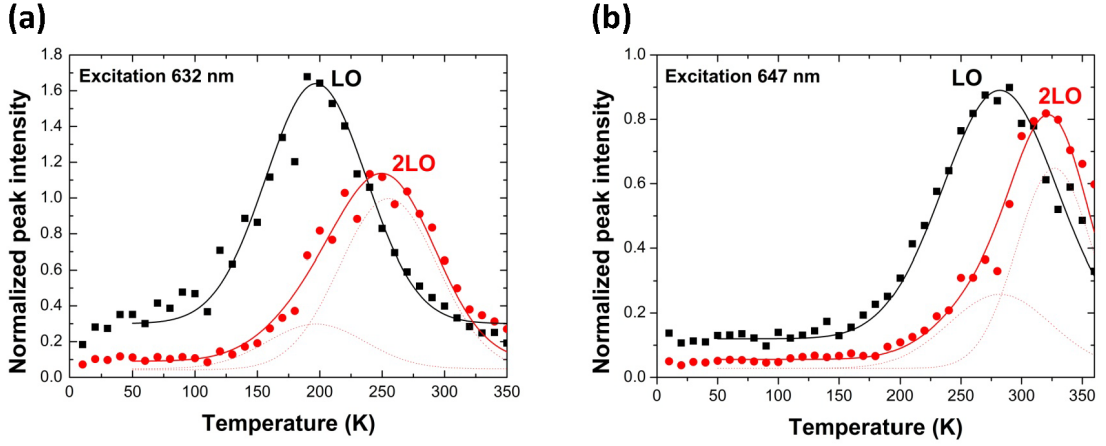 (a)
Excitation 632 nm
LO
2LO
Normalized peak intensity
0.0
0.2
0.4
0.6
0.8
1.0
1.2
1.4
1.6
1.8
0
50
100
150
200
250
300
350
Temperature (K)
(b)
Excitation 647 nm
LO
2LO
Normalized peak intensity
0.0
0.2
0.4
0.6
0.8
1.0
0
50
100
150
200
250
300
350
Temperature (K)